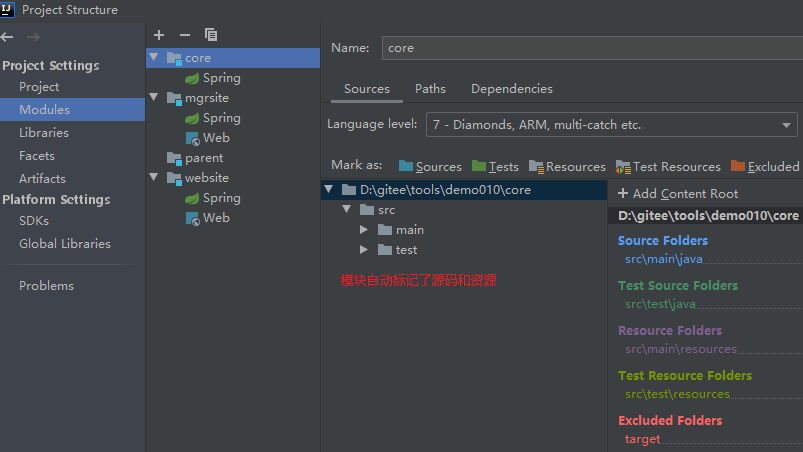 IJ Project Structure
Project Settings
Project
Modules
Libraries
Facets
Artifacts
Platform Settings
SDKs
Global Libraries
Problems
core
Spring
mgrsite
Spring
Web
parent
website
Spring
Web
Name: core
Sources Paths Dependencies
Language level: 7 - Diamonds, ARM, multi-catch etc.
Mark as: Sources Tests Resources Test Resources Excluded
D:\gitee\tools\demo010\core
src
main
test
模块自动标记了源码和资源
+ Add Content Root
D:\gitee\tools\demo010\core
Source Folders
src\main\java
Test Source Folders
src\test\java
Resource Folders
src\main\resources
Test Resource Folders
src\test\resources
Excluded Folders
target